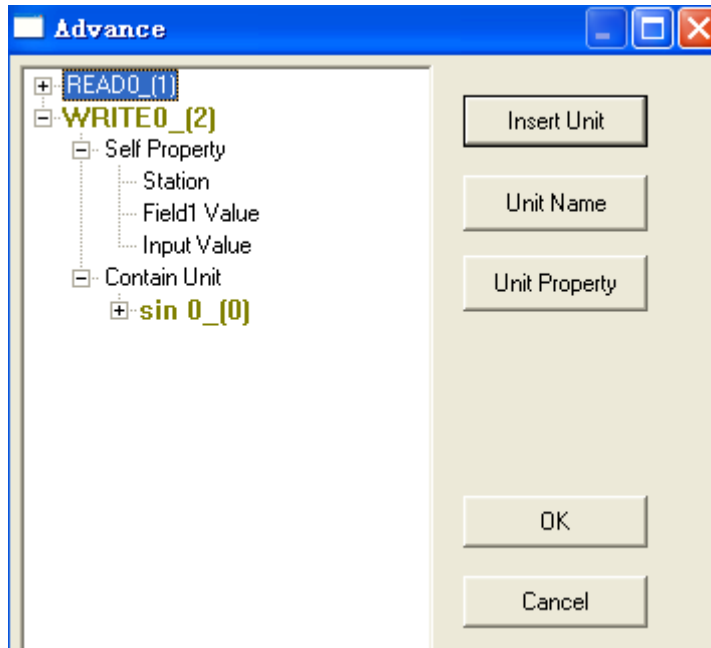 Advance
READ0_(1)
WRITE0_(2)
Self Property
Station
Field1 Value
Input Value
Contain Unit
sin 0_(0)
Insert Unit
Unit Name
Unit Property
OK
Cancel